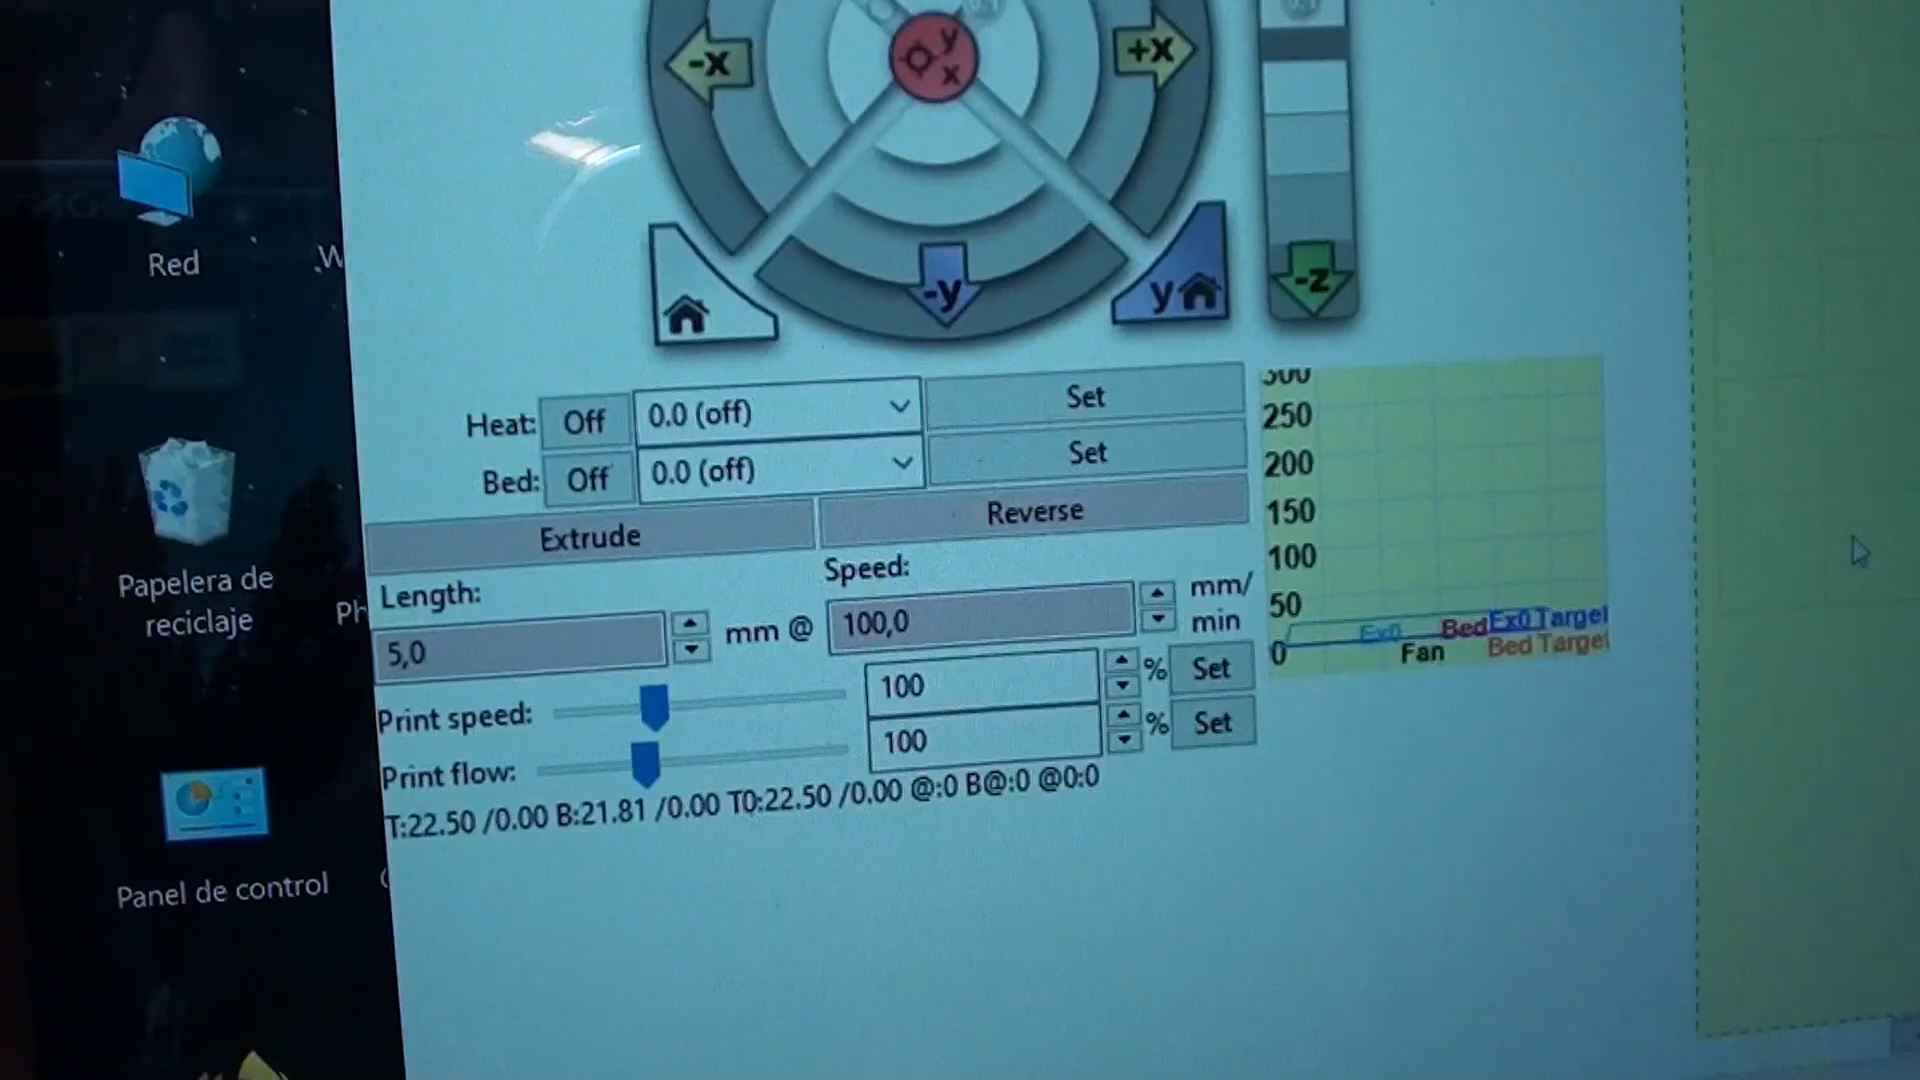 -x
y
x
+x
Red
W
-y
y
-z
Heat: Off 0.0 (off) Set
Bed: Off 0.0 (off) Set
Extrude Reverse
Length: Speed:
5,0 mm @ 100,0 mm/
min
Print speed: 100 % Set
Print flow: 100 % Set
T:22.50 /0.00 B:21.81 /0.00 T0:22.50 /0.00 @:0 B@:0 @0:0
300
250
200
150
100
50
0
Ex0 Bed Ex0 Target
Fan Bed Target
Papelera de
reciclaje
Ph
Panel de control